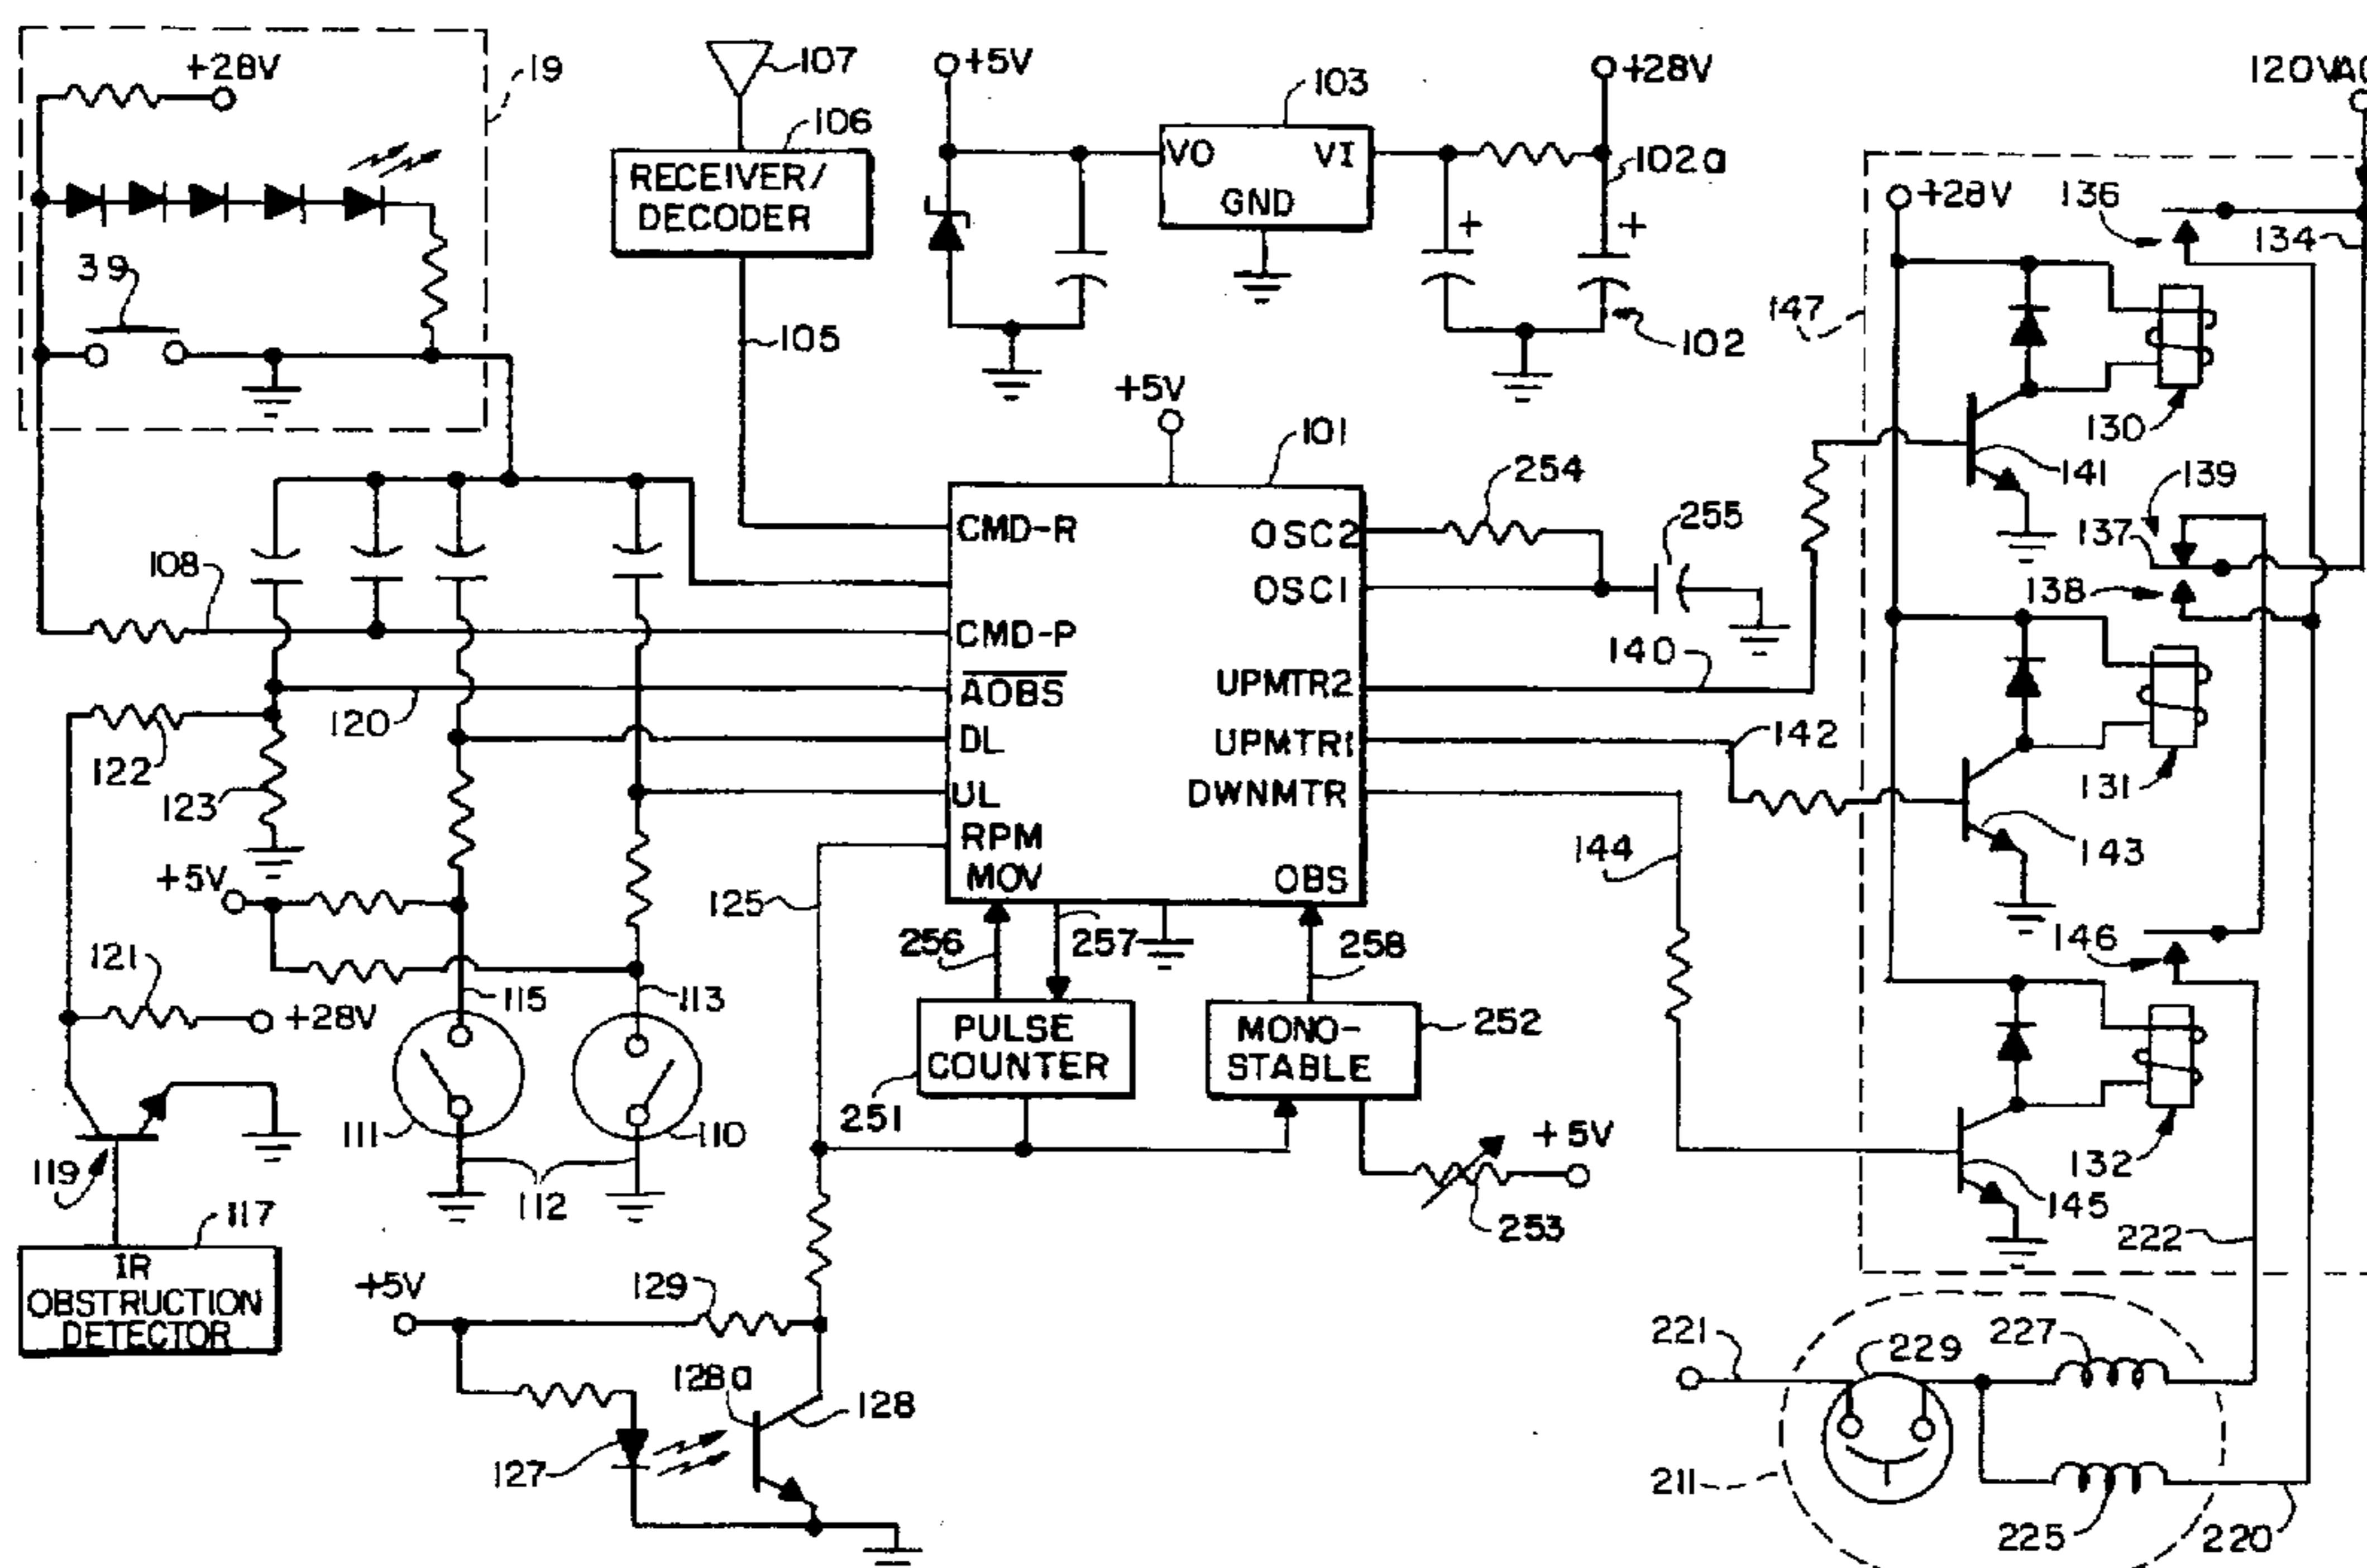 +28V
19
39
107
106
RECEIVER/
DECODER
105
+5V
103
VO
VI
GND
+28V
102a
102
120VAC
+28V
136
134
147
130
141
139
137
138
+5V
101
CMD-R
CMD-P
AOBS
DL
UL
RPM
MOV
OSC2
OSC1
UPMTR2
UPMTR1
DWNMTR
OBS
254
255
108
120
122
123
140
142
144
131
143
146
+5V
121
+28V
115
113
125
256
257
258
PULSE
COUNTER
251
MONO-
STABLE
252
+5V
253
111
110
112
119
117
IR
OBSTRUCTION
DETECTOR
132
145
222
+5V
129
128a
128
127
221
229
227
211
225
220